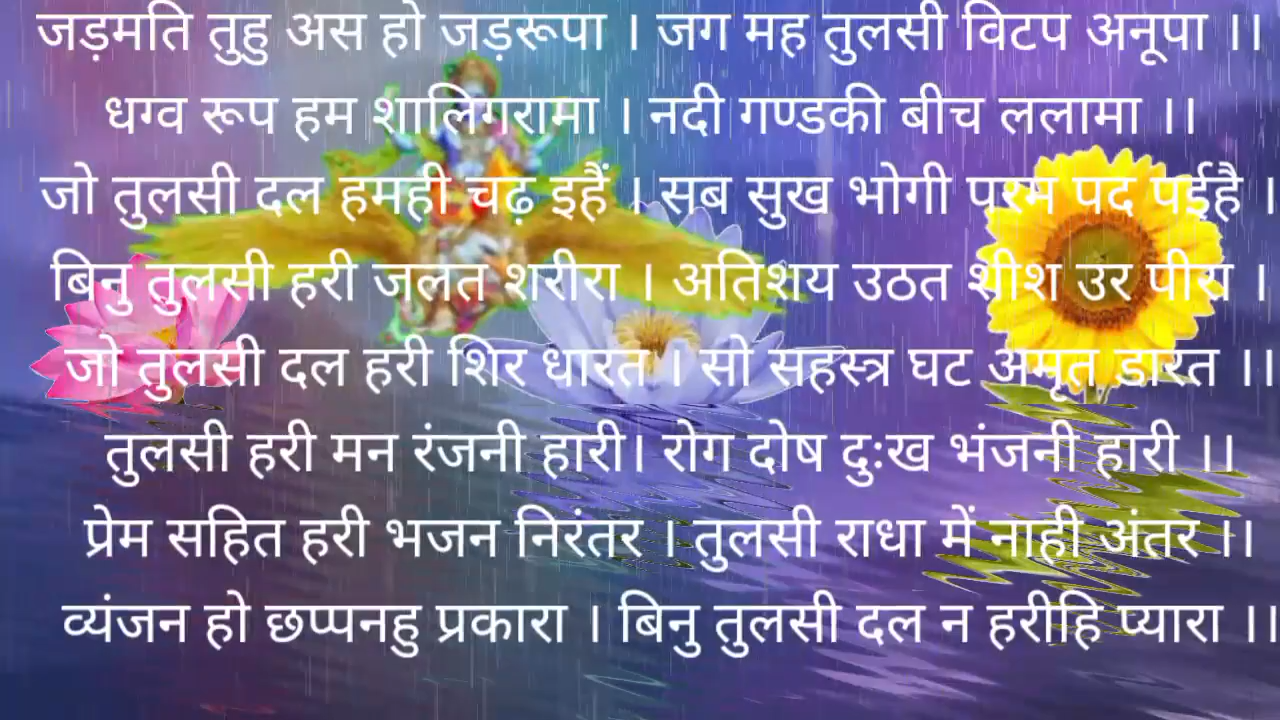 जड़मति तुहु अस हो जड़रूपा । जग मह तुलसी विटप अनूपा ।।
धग्व रूप हम शालिगरामा । नदी गण्डकी बीच ललामा ।।
जो तुलसी दल हमही चढ़ इहैं । सब सुख भोगी परम पद पईहै ।
बिनु तुलसी हरी जलत शरीरा । अतिशय उठत शीश उर पीरा ।
जो तुलसी दल हरी शिर धारत । सो सहस्त्र घट अमृत डारत ।।
तुलसी हरी मन रंजनी हारी। रोग दोष दुःख भंजनी हारी ।।
प्रेम सहित हरी भजन निरंतर । तुलसी राधा में नाही अंतर ।।
व्यंजन हो छप्पनहु प्रकारा । बिनु तुलसी दल न हरीहि प्यारा ।।